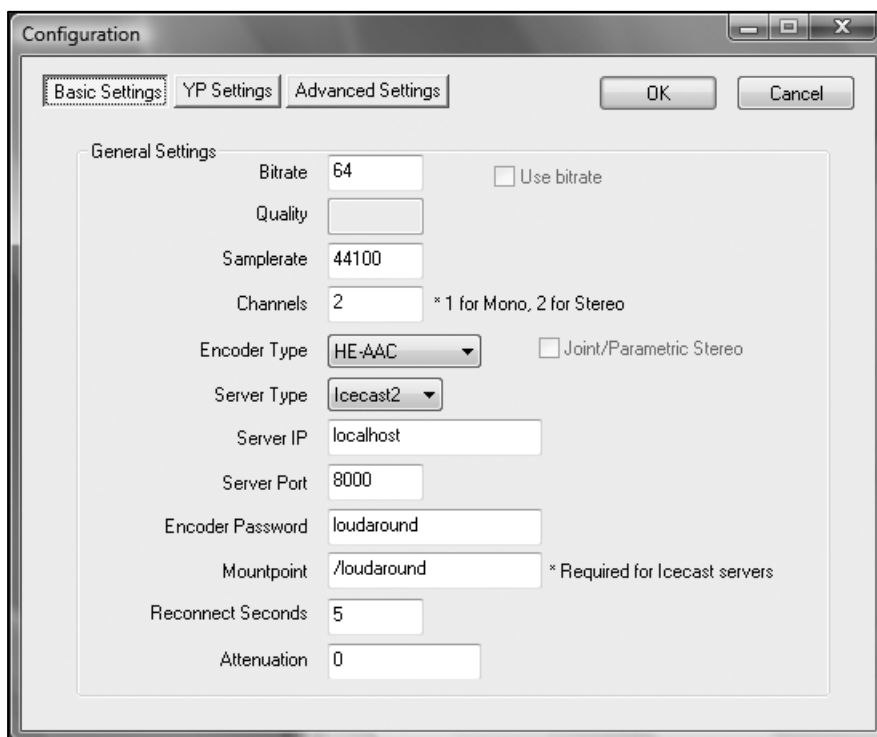 Configuration
Basic Settings YP Settings Advanced Settings OK Cancel
General Settings
Bitrate 64 Use bitrate
Quality
Samplerate 44100
Channels 2 * 1 for Mono, 2 for Stereo
Encoder Type HE-AAC Joint/Parametric Stereo
Server Type Icecast2
Server IP localhost
Server Port 8000
Encoder Password loudaround
Mountpoint /loudaround * Required for Icecast servers
Reconnect Seconds 5
Attenuation 0